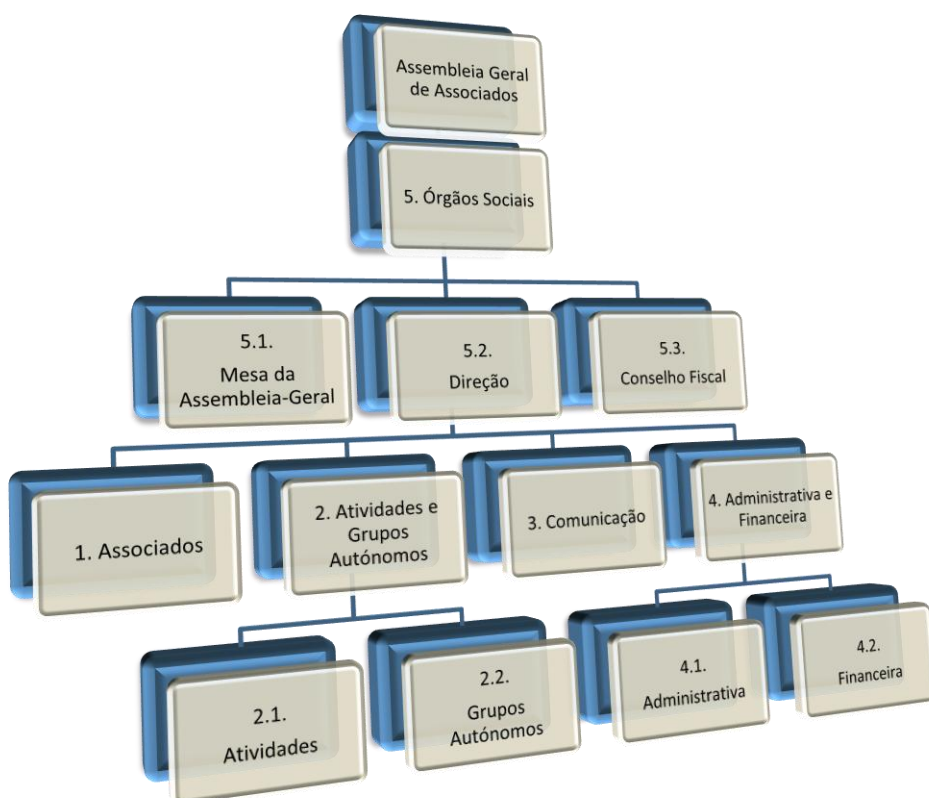 Assembleia Geral
de Associados
5. Órgãos Sociais
5.1.
Mesa da
Assembleia-Geral
5.2.
Direção
5.3.
Conselho Fiscal
1. Associados
2. Atividades e
Grupos
Autónomos
3. Comunicação
4. Administrativa e
Financeira
2.1.
Atividades
2.2.
Grupos
Autónomos
4.1.
Administrativa
4.2.
Financeira